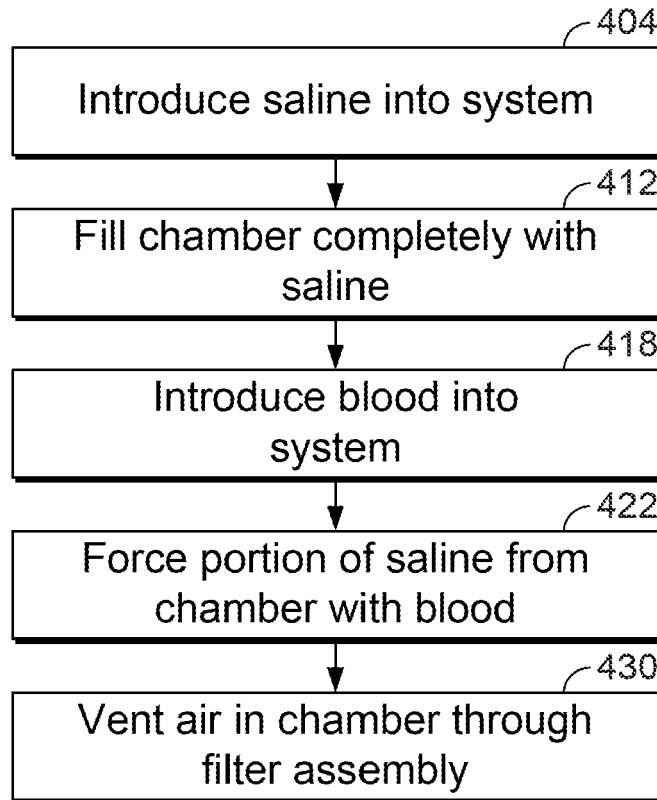 404
Introduce saline into system
412
Fill chamber completely with
saline
418
Introduce blood into
system
422
Force portion of saline from
chamber with blood
430
Vent air in chamber through
filter assembly